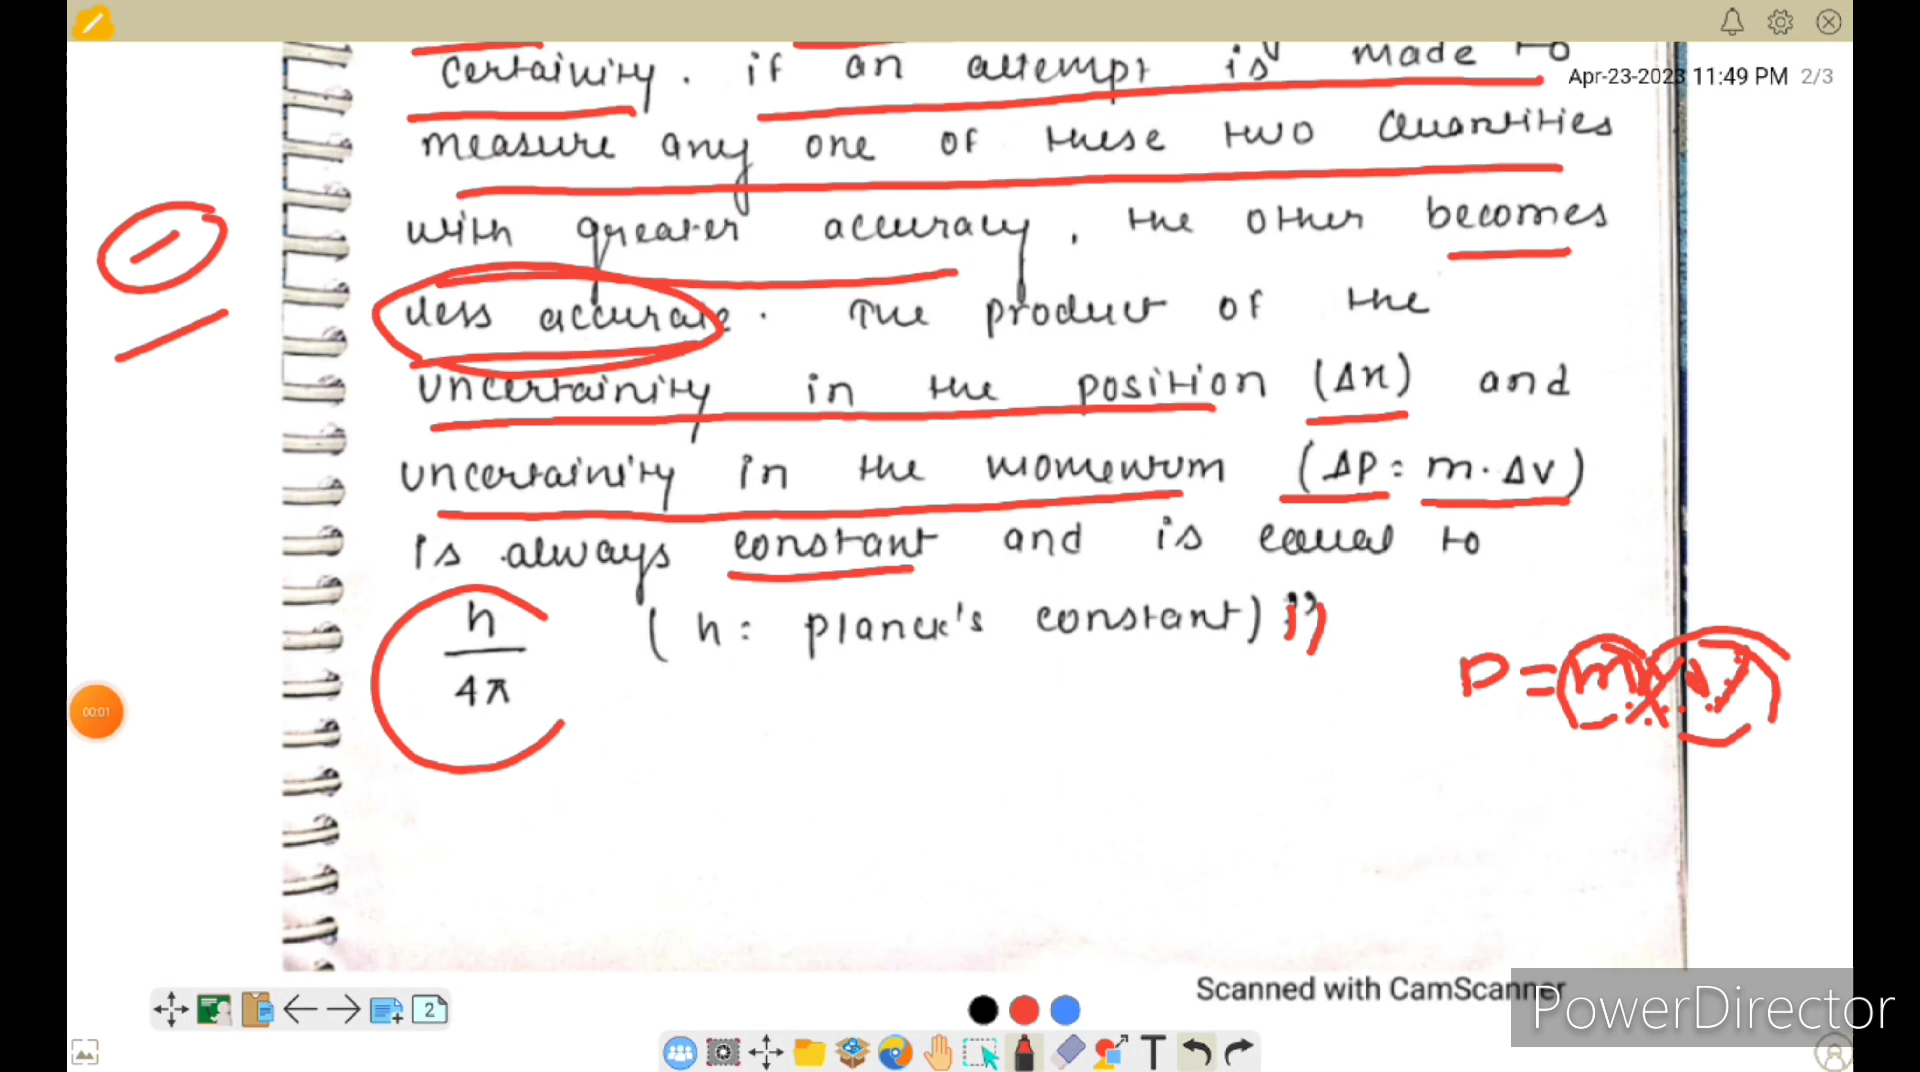 certainity. if an attempt is made to
Apr-23-2023 11:49 PM 2/3
measure any one of these two quantities
with greater accuracy, the other becomes
less accurate. The product of the
uncertainity in the position (Δx) and
uncertainity in the momentum (Δp = m.Δv)
is always constant and is equal to
h/4π (h = planck's constant)"
P = m × v
00:01
Scanned with CamScanner
PowerDirector
2
T